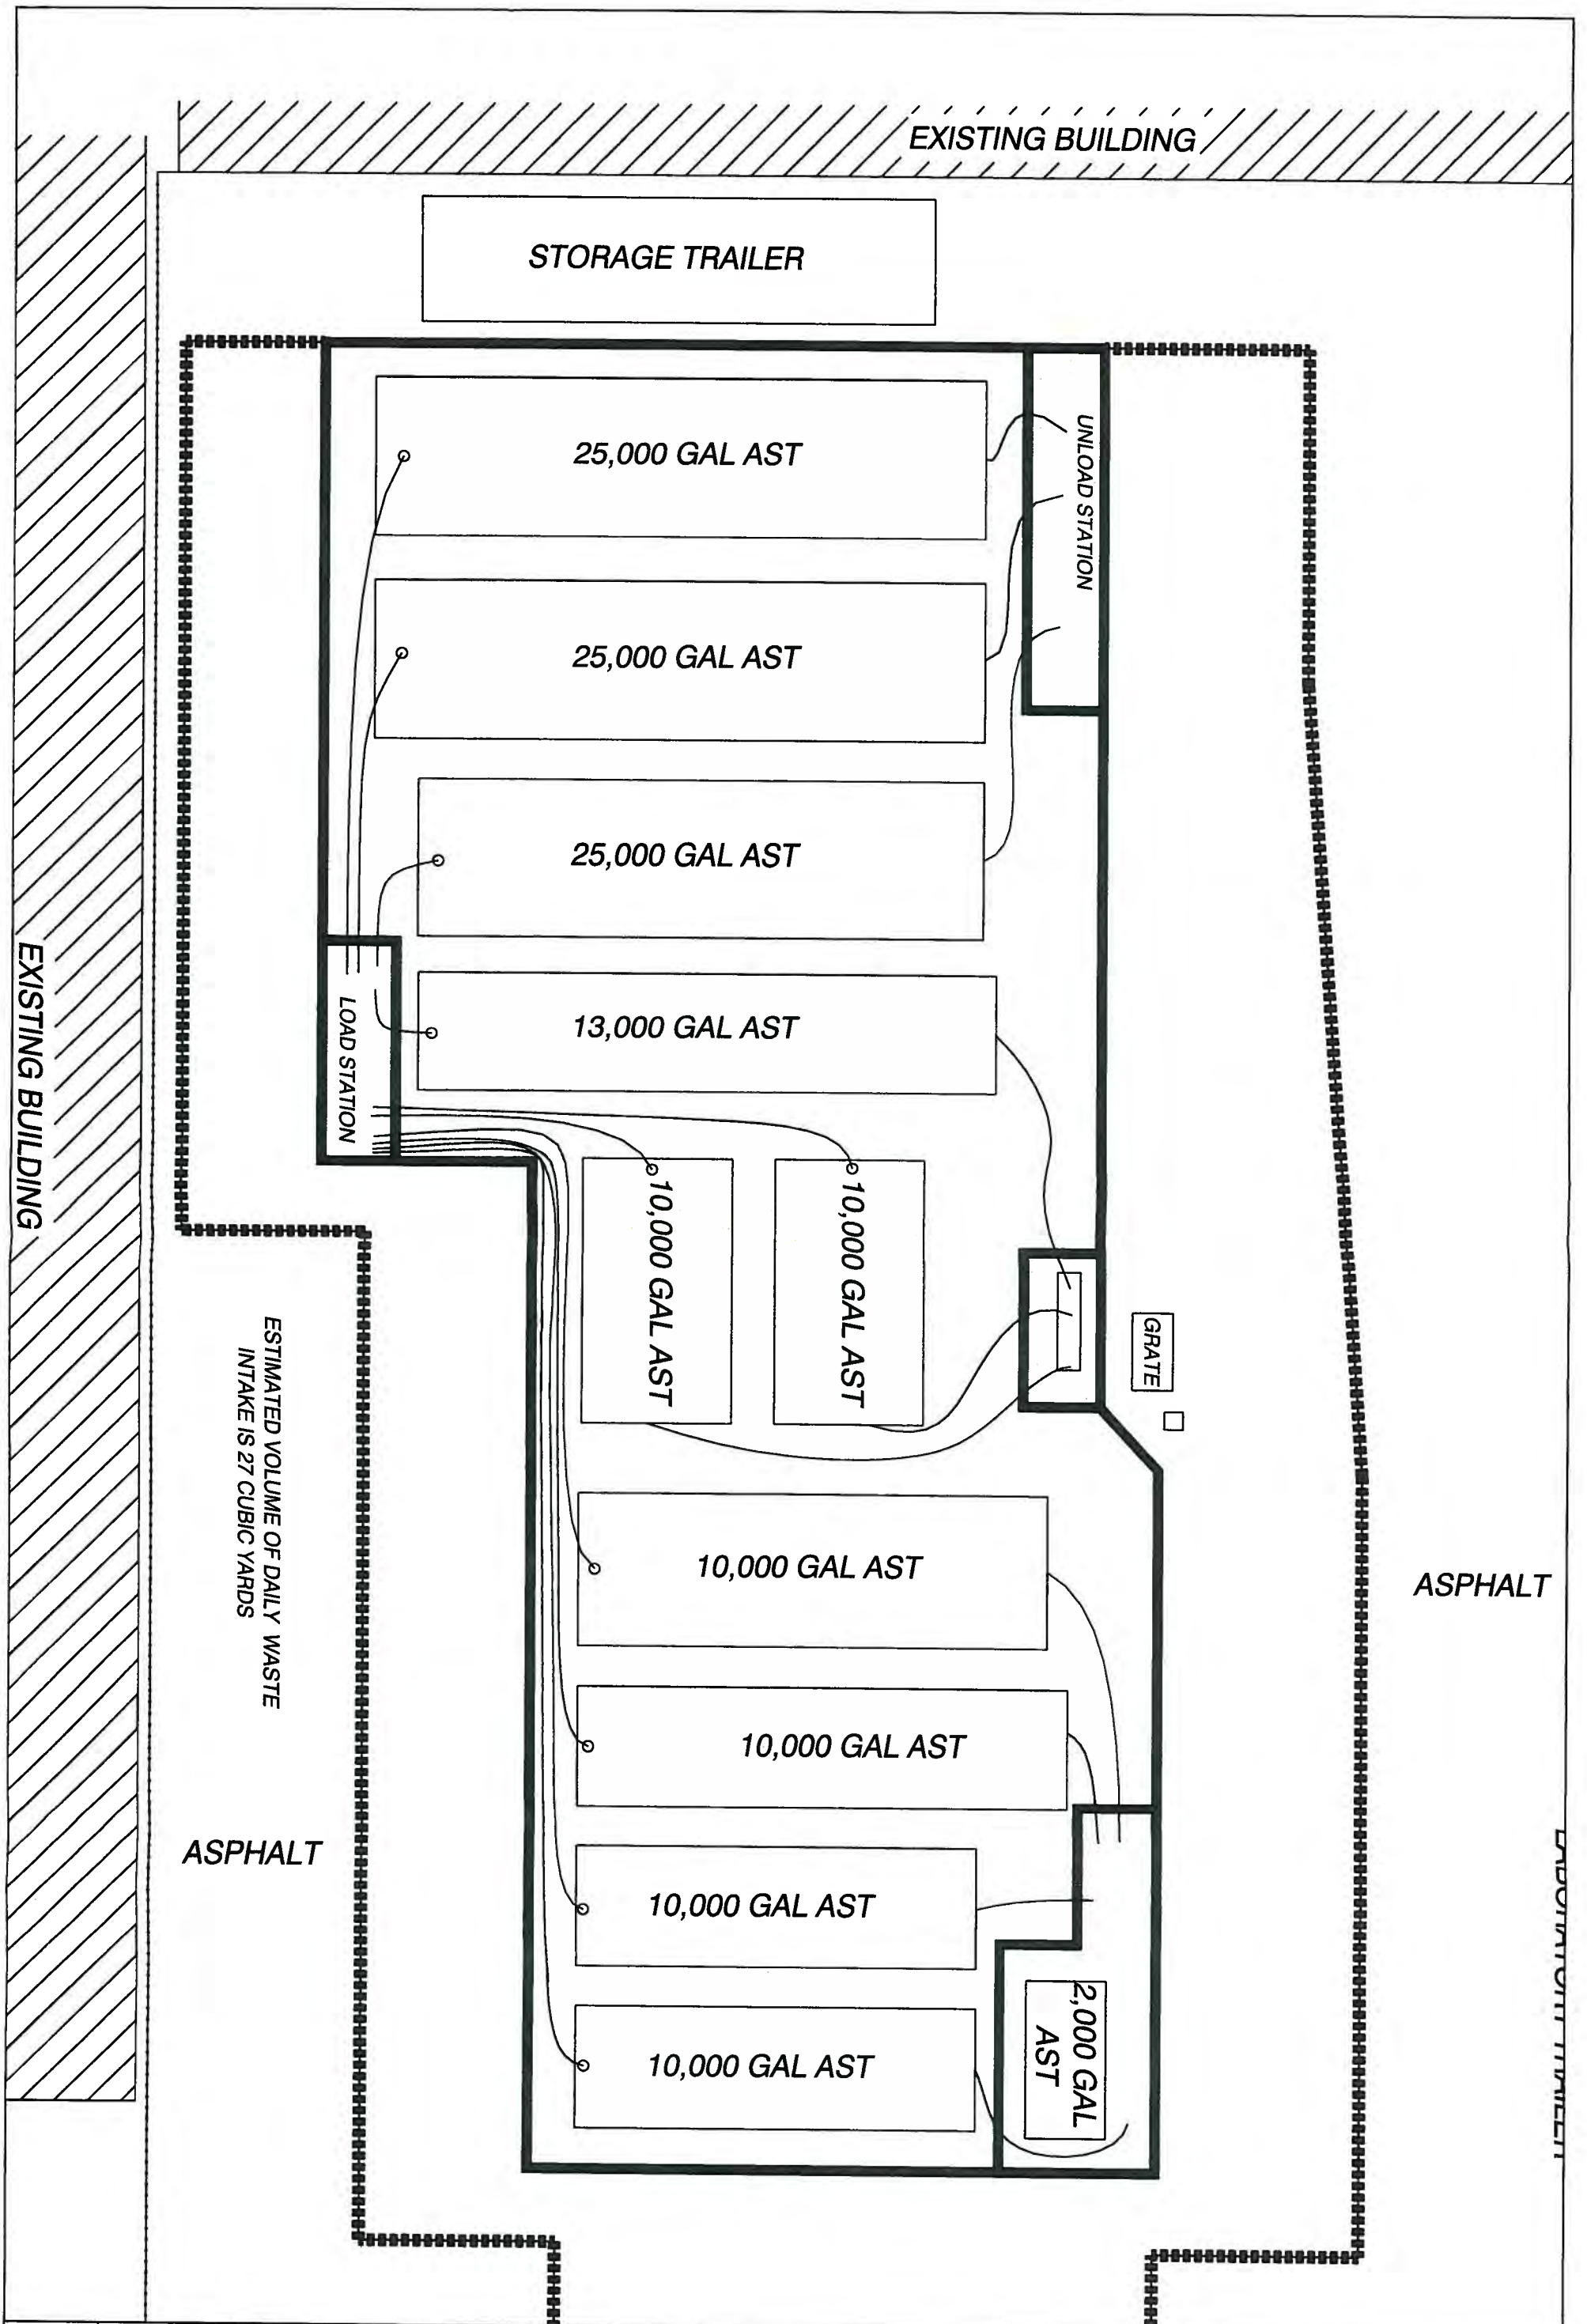 EXISTING BUILDING
STORAGE TRAILER
25,000 GAL AST
UNLOAD STATION
25,000 GAL AST
25,000 GAL AST
13,000 GAL AST
LOAD STATION
EXISTING BUILDING
10,000 GAL AST
10,000 GAL AST
GRATE
ESTIMATED VOLUME OF DAILY WASTE
INTAKE IS 27 CUBIC YARDS
10,000 GAL AST
ASPHALT
10,000 GAL AST
ASPHALT
10,000 GAL AST
LABORATORY TRAILER
2,000 GAL
AST
10,000 GAL AST